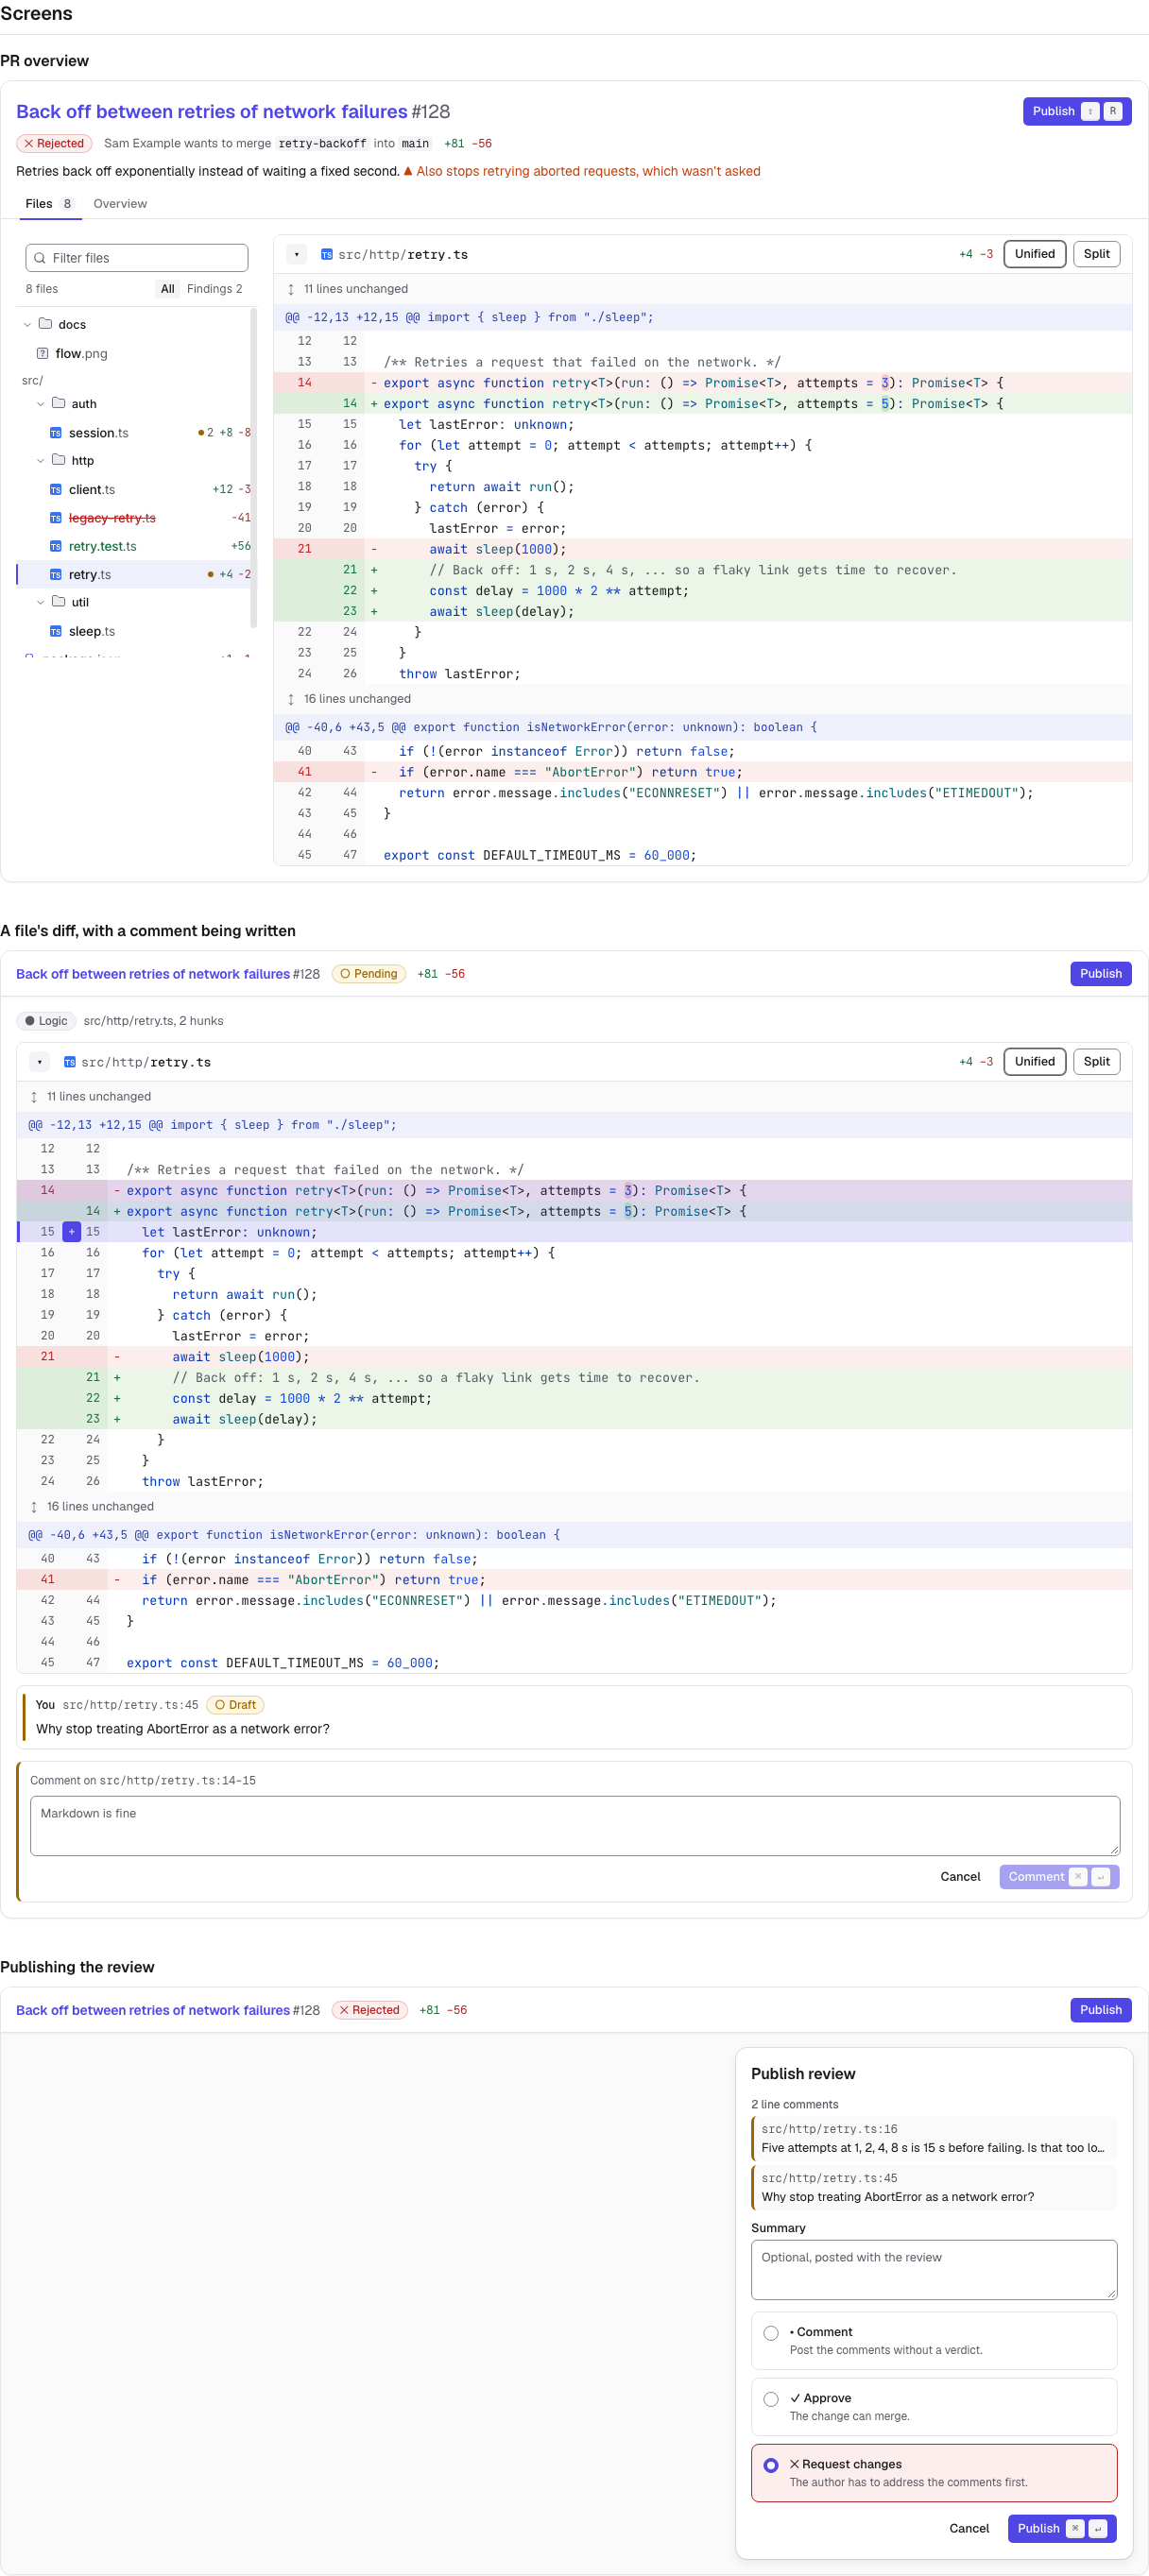 Screens
PR overview
Back off between retries of network failures #128
Publish ⇧ R
Rejected Sam Example wants to merge retry-backoff into main +81 −56
Retries back off exponentially instead of waiting a fixed second. Also stops retrying aborted requests, which wasn't asked
Files 8 Overview
Filter files
8 files All Findings 2
docs
flow.png
src/
auth
session.ts 2 +8 -8
http
client.ts +12 -3
legacy-retry.ts -41
retry.test.ts +56
retry.ts +4 -2
util
sleep.ts
src/http/retry.ts +4 −3 Unified Split
11 lines unchanged
@@ -12,13 +12,15 @@ import { sleep } from "./sleep";
12 12
13 13 /** Retries a request that failed on the network. */
14 - export async function retry<T>(run: () => Promise<T>, attempts = 3): Promise<T> {
14 + export async function retry<T>(run: () => Promise<T>, attempts = 5): Promise<T> {
15 15 let lastError: unknown;
16 16 for (let attempt = 0; attempt < attempts; attempt++) {
17 17 try {
18 18 return await run();
19 19 } catch (error) {
20 20 lastError = error;
21 - await sleep(1000);
21 + // Back off: 1 s, 2 s, 4 s, ... so a flaky link gets time to recover.
22 + const delay = 1000 * 2 ** attempt;
23 + await sleep(delay);
22 24 }
23 25 }
24 26 throw lastError;
16 lines unchanged
@@ -40,6 +43,5 @@ export function isNetworkError(error: unknown): boolean {
40 43 if (!(error instanceof Error)) return false;
41 - if (error.name === "AbortError") return true;
42 44 return error.message.includes("ECONNRESET") || error.message.includes("ETIMEDOUT");
43 45 }
44 46
45 47 export const DEFAULT_TIMEOUT_MS = 60_000;
A file's diff, with a comment being written
Back off between retries of network failures #128 Pending +81 −56 Publish
Logic src/http/retry.ts, 2 hunks
src/http/retry.ts +4 −3 Unified Split
11 lines unchanged
@@ -12,13 +12,15 @@ import { sleep } from "./sleep";
12 12
13 13 /** Retries a request that failed on the network. */
14 - export async function retry<T>(run: () => Promise<T>, attempts = 3): Promise<T> {
14 + export async function retry<T>(run: () => Promise<T>, attempts = 5): Promise<T> {
15 + 15 let lastError: unknown;
16 16 for (let attempt = 0; attempt < attempts; attempt++) {
17 17 try {
18 18 return await run();
19 19 } catch (error) {
20 20 lastError = error;
21 - await sleep(1000);
21 + // Back off: 1 s, 2 s, 4 s, ... so a flaky link gets time to recover.
22 + const delay = 1000 * 2 ** attempt;
23 + await sleep(delay);
22 24 }
23 25 }
24 26 throw lastError;
16 lines unchanged
@@ -40,6 +43,5 @@ export function isNetworkError(error: unknown): boolean {
40 43 if (!(error instanceof Error)) return false;
41 - if (error.name === "AbortError") return true;
42 44 return error.message.includes("ECONNRESET") || error.message.includes("ETIMEDOUT");
43 45 }
44 46
45 47 export const DEFAULT_TIMEOUT_MS = 60_000;
You src/http/retry.ts:45 Draft
Why stop treating AbortError as a network error?
Comment on src/http/retry.ts:14–15
Markdown is fine
Cancel Comment ⌘ ↵
Publishing the review
Back off between retries of network failures #128 Rejected +81 −56 Publish
Publish review
2 line comments
src/http/retry.ts:16
Five attempts at 1, 2, 4, 8 s is 15 s before failing. Is that too lo…
src/http/retry.ts:45
Why stop treating AbortError as a network error?
Summary
Optional, posted with the review
• Comment
Post the comments without a verdict.
✓ Approve
The change can merge.
✕ Request changes
The author has to address the comments first.
Cancel Publish ⌘ ↵